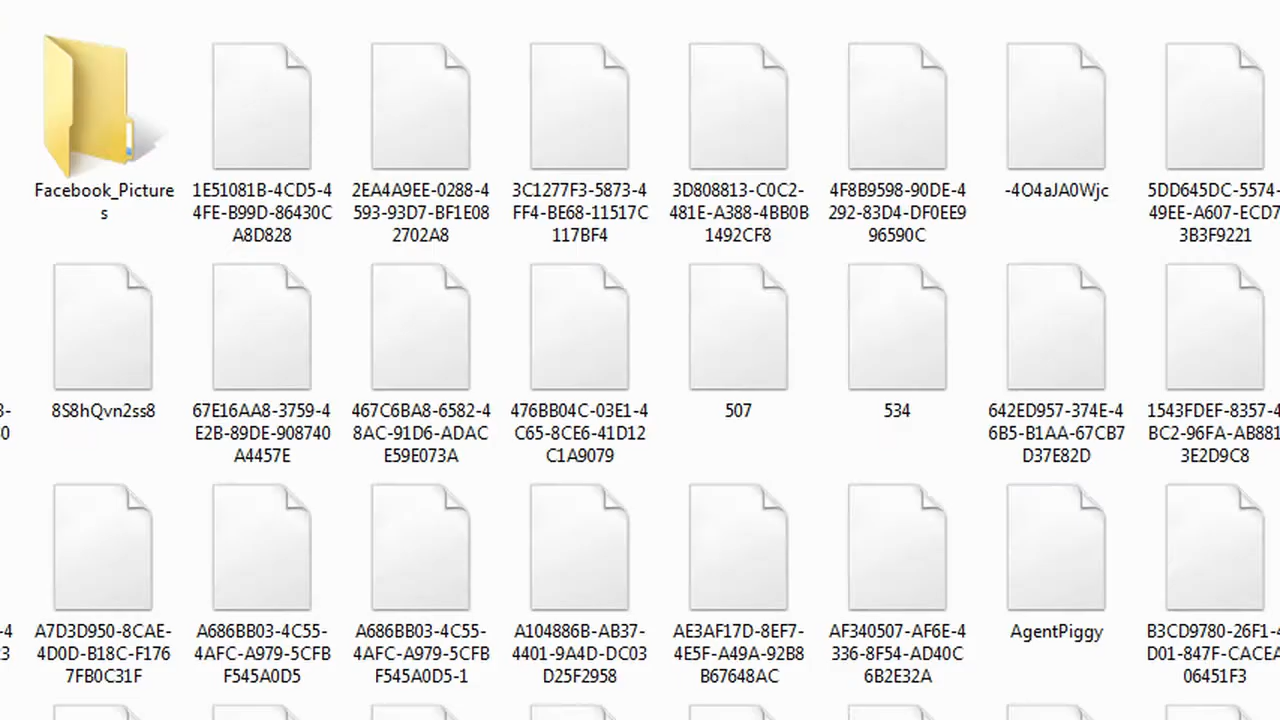 Facebook_Picture
s
1E51081B-4CD5-4
4FE-B99D-86430C
A8D828
2EA4A9EE-0288-4
593-93D7-BF1E08
2702A8
3C1277F3-5873-4
FF4-BE68-11517C
117BF4
3D808813-C0C2-
481E-A388-4BB0B
1492CF8
4F8B9598-90DE-4
292-83D4-DF0EE9
96590C
-4O4aJA0Wjc
5DD645DC-5574-
49EE-A607-ECD7
3B3F9221
8S8hQvn2ss8
67E16AA8-3759-4
E2B-89DE-908740
A4457E
467C6BA8-6582-4
8AC-91D6-ADAC
E59E073A
476BB04C-03E1-4
C65-8CE6-41D12
C1A9079
507
534
642ED957-374E-4
6B5-B1AA-67CB7
D37E82D
1543FDEF-8357-4
BC2-96FA-AB881
3E2D9C8
A7D3D950-8CAE-
4D0D-B18C-F176
7FB0C31F
A686BB03-4C55-
4AFC-A979-5CFB
F545A0D5
A686BB03-4C55-
4AFC-A979-5CFB
F545A0D5-1
A104886B-AB37-
4401-9A4D-DC03
D25F2958
AE3AF17D-8EF7-
4E5F-A49A-92B8
B67648AC
AF340507-AF6E-4
336-8F54-AD40C
6B2E32A
AgentPiggy
B3CD9780-26F1-4
D01-847F-CACEA
06451F3